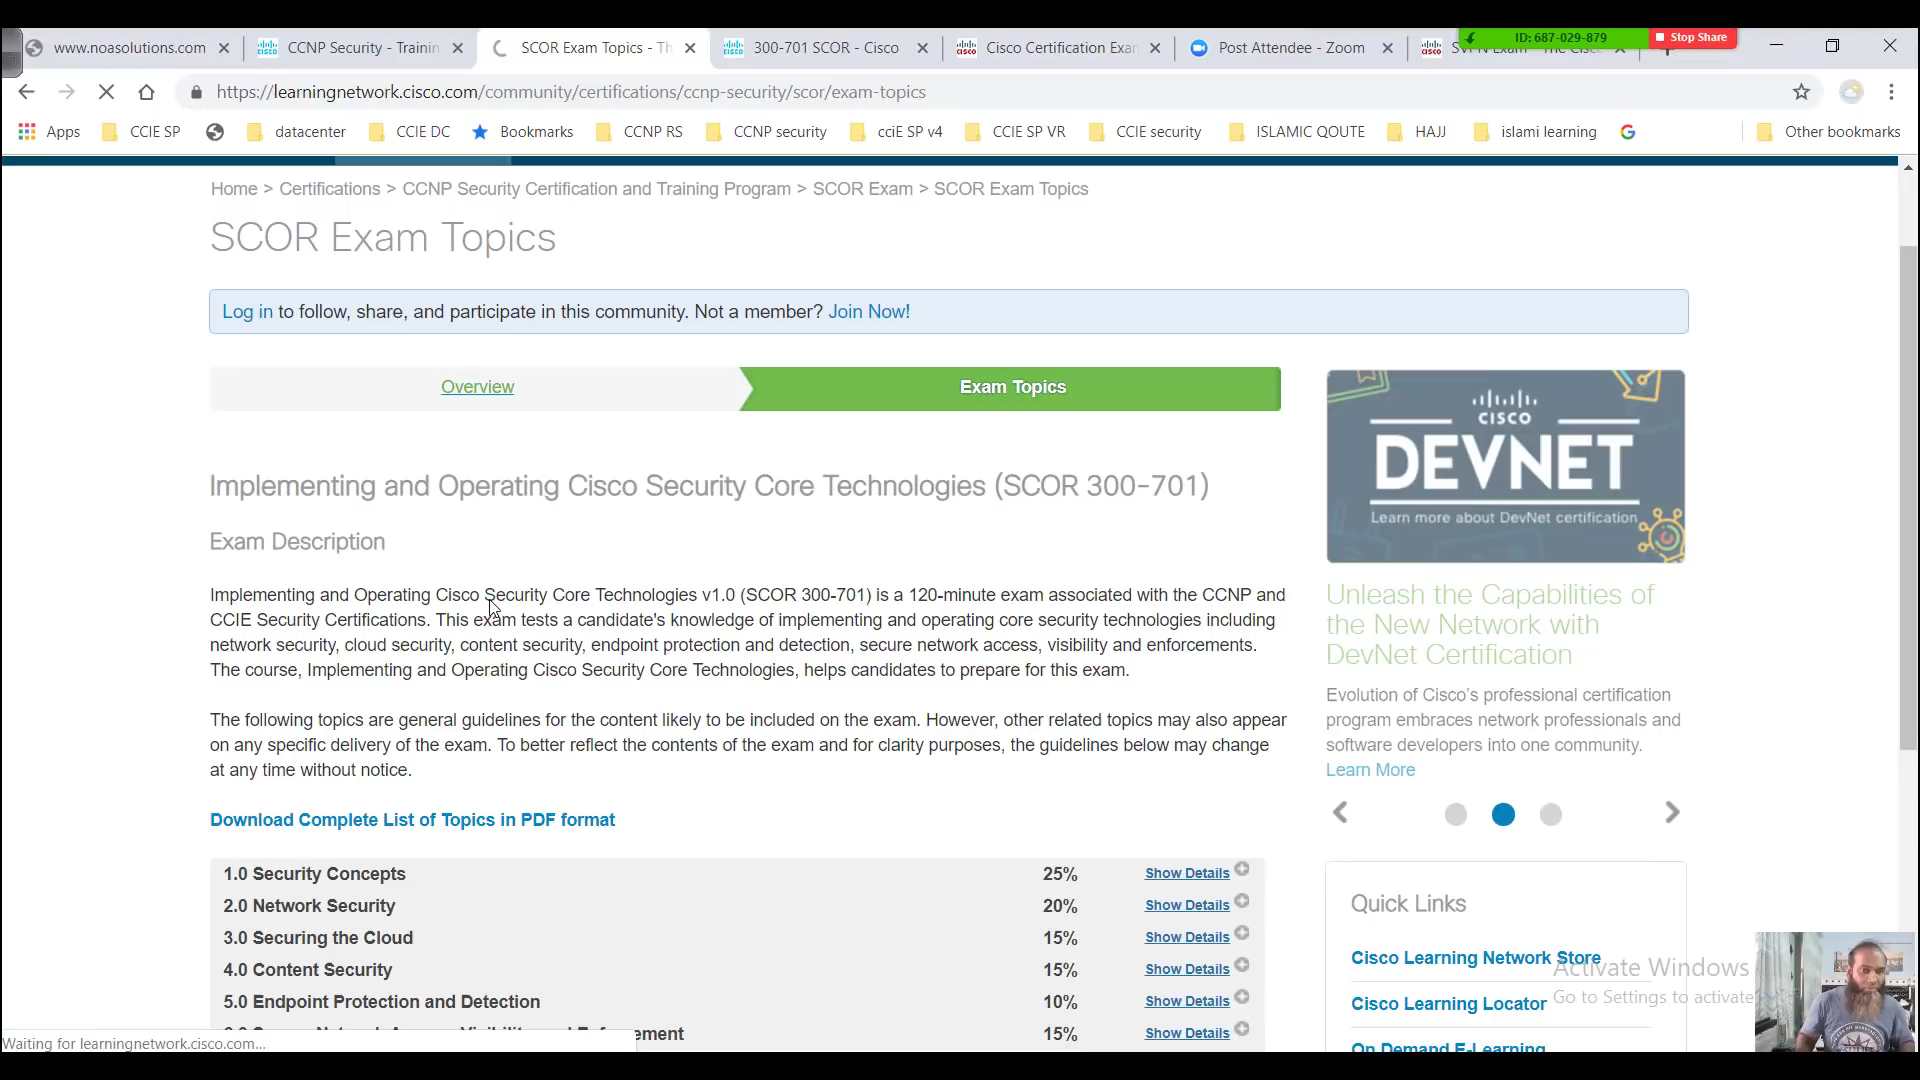 www.noasolutions.com
CCNP Security - Trainin
SCOR Exam Topics - Th
300-701 SCOR - Cisco
Cisco Certification Exam
Post Attendee - Zoom
ID: 687-029-879
Stop Share
https://learningnetwork.cisco.com/community/certifications/ccnp-security/scor/exam-topics
Apps CCIE SP datacenter CCIE DC Bookmarks CCNP RS CCNP security cciE SP v4 CCIE SP VR CCIE security ISLAMIC QOUTE HAJJ islami learning Other bookmarks
Home > Certifications > CCNP Security Certification and Training Program > SCOR Exam > SCOR Exam Topics
SCOR Exam Topics
Log in to follow, share, and participate in this community. Not a member? Join Now!
Overview
Exam Topics
Implementing and Operating Cisco Security Core Technologies (SCOR 300-701)
Exam Description
Implementing and Operating Cisco Security Core Technologies v1.0 (SCOR 300-701) is a 120-minute exam associated with the CCNP and
CCIE Security Certifications. This exam tests a candidate's knowledge of implementing and operating core security technologies including
network security, cloud security, content security, endpoint protection and detection, secure network access, visibility and enforcements.
The course, Implementing and Operating Cisco Security Core Technologies, helps candidates to prepare for this exam.
The following topics are general guidelines for the content likely to be included on the exam. However, other related topics may also appear
on any specific delivery of the exam. To better reflect the contents of the exam and for clarity purposes, the guidelines below may change
at any time without notice.
Download Complete List of Topics in PDF format
1.0 Security Concepts 25% Show Details
2.0 Network Security 20% Show Details
3.0 Securing the Cloud 15% Show Details
4.0 Content Security 15% Show Details
5.0 Endpoint Protection and Detection 10% Show Details
ement 15% Show Details
Waiting for learningnetwork.cisco.com...
CISCO
DEVNET
Learn more about DevNet certification
Unleash the Capabilities of
the New Network with
DevNet Certification
Evolution of Cisco's professional certification
program embraces network professionals and
software developers into one community.
Learn More
Quick Links
Cisco Learning Network Store
Cisco Learning Locator
On Demand E-Learning
Activate Windows
Go to Settings to activate